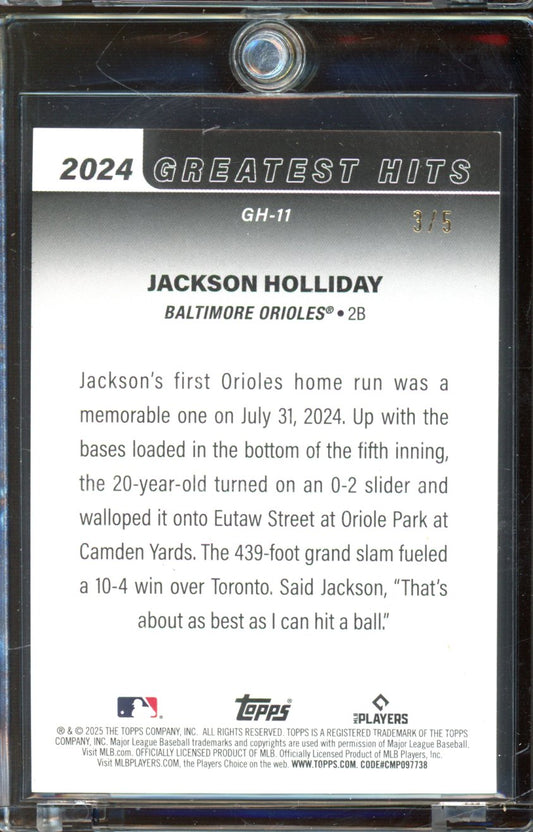 2024 GREATEST HITS
GH-11
3/5
JACKSON HOLLIDAY
BALTIMORE ORIOLES® • 2B
Jackson's first Orioles home run was a
memorable one on July 31, 2024. Up with the
bases loaded in the bottom of the fifth inning,
the 20-year-old turned on an 0-2 slider and
walloped it onto Eutaw Street at Oriole Park at
Camden Yards. The 439-foot grand slam fueled
a 10-4 win over Toronto. Said Jackson, "That's
about as best as I can hit a ball."
Topps® MLB PLAYERS
® & © 2025 THE TOPPS COMPANY, INC. ALL RIGHTS RESERVED. TOPPS IS A REGISTERED TRADEMARK OF THE TOPPS
COMPANY, INC. Major League Baseball trademarks and copyrights are used with permission of Major League Baseball.
Visit MLB.com. OFFICIALLY LICENSED PRODUCT OF MLB. Officially Licensed Product of MLB Players, Inc.
Visit MLBPLAYERS.COM, the Players Choice on the web. WWW.TOPPS.COM. CODE#CMP097738